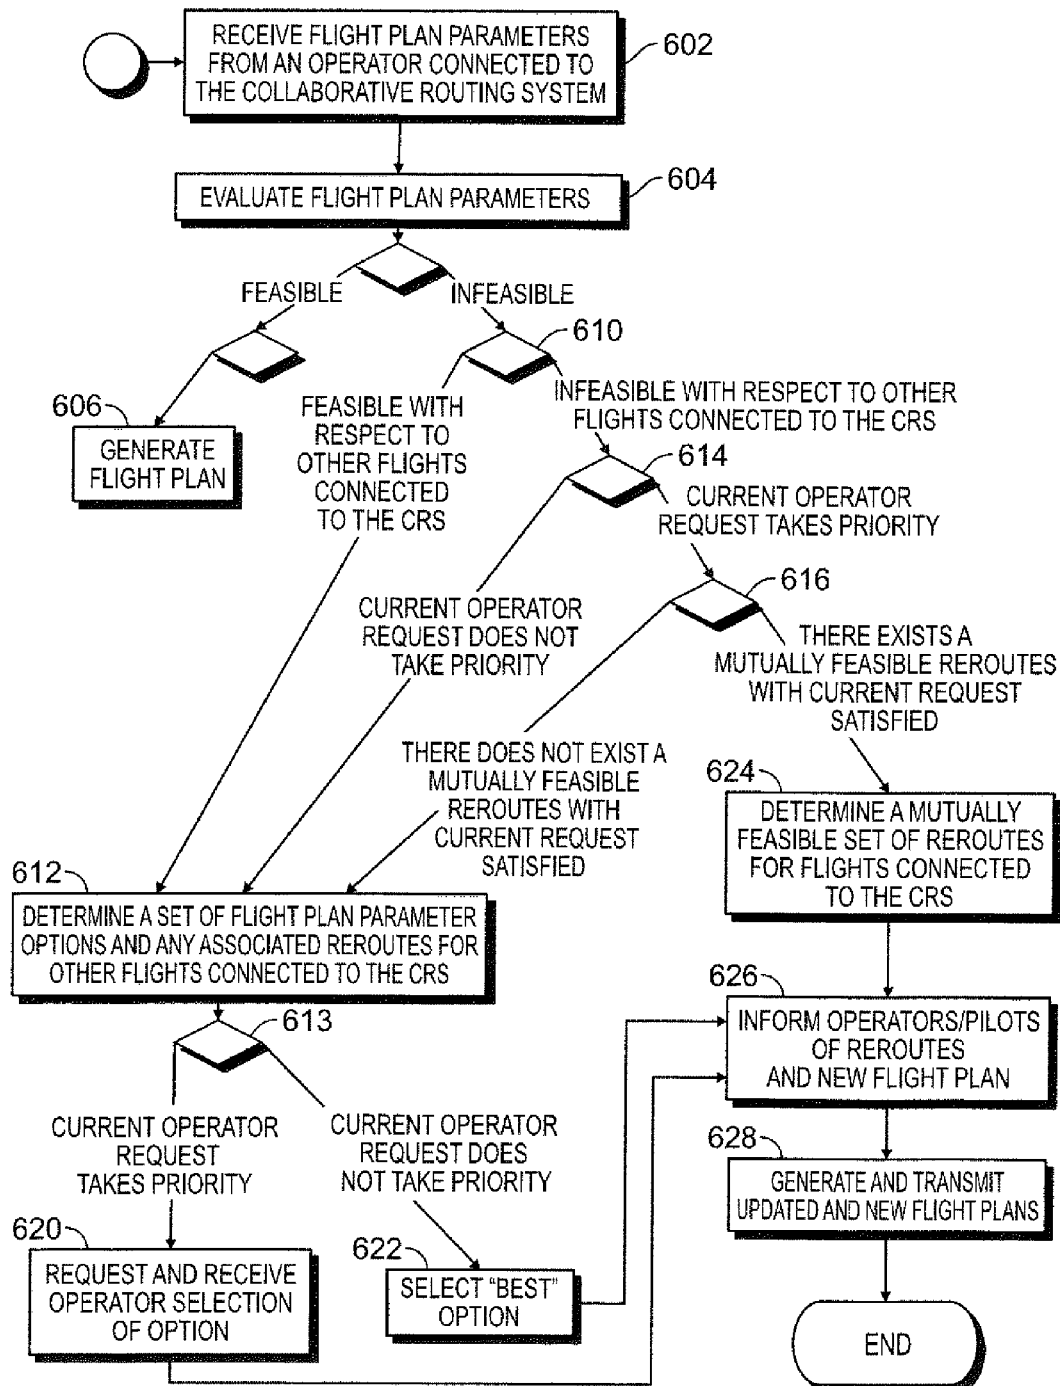 RECEIVE FLIGHT PLAN PARAMETERS
FROM AN OPERATOR CONNECTED TO
THE COLLABORATIVE ROUTING SYSTEM
602
EVALUATE FLIGHT PLAN PARAMETERS
604
FEASIBLE
INFEASIBLE
610
606
GENERATE
FLIGHT PLAN
FEASIBLE WITH
RESPECT TO
OTHER FLIGHTS
CONNECTED
TO THE CRS
INFEASIBLE WITH RESPECT TO OTHER
FLIGHTS CONNECTED TO THE CRS
614
CURRENT OPERATOR
REQUEST TAKES PRIORITY
616
CURRENT OPERATOR
REQUEST DOES NOT
TAKE PRIORITY
THERE EXISTS A
MUTUALLY FEASIBLE REROUTES
WITH CURRENT REQUEST
SATISFIED
THERE DOES NOT EXIST A
MUTUALLY FEASIBLE
REROUTES WITH
CURRENT REQUEST
SATISFIED
624
DETERMINE A MUTUALLY
FEASIBLE SET OF REROUTES
FOR FLIGHTS CONNECTED
TO THE CRS
612
DETERMINE A SET OF FLIGHT PLAN PARAMETER
OPTIONS AND ANY ASSOCIATED REROUTES FOR
OTHER FLIGHTS CONNECTED TO THE CRS
613
626
INFORM OPERATORS/PILOTS
OF REROUTES
AND NEW FLIGHT PLAN
CURRENT OPERATOR
REQUEST
TAKES PRIORITY
CURRENT OPERATOR
REQUEST DOES
NOT TAKE PRIORITY
628
GENERATE AND TRANSMIT
UPDATED AND NEW FLIGHT PLANS
620
REQUEST AND RECEIVE
OPERATOR SELECTION
OF OPTION
622
SELECT “BEST”
OPTION
END